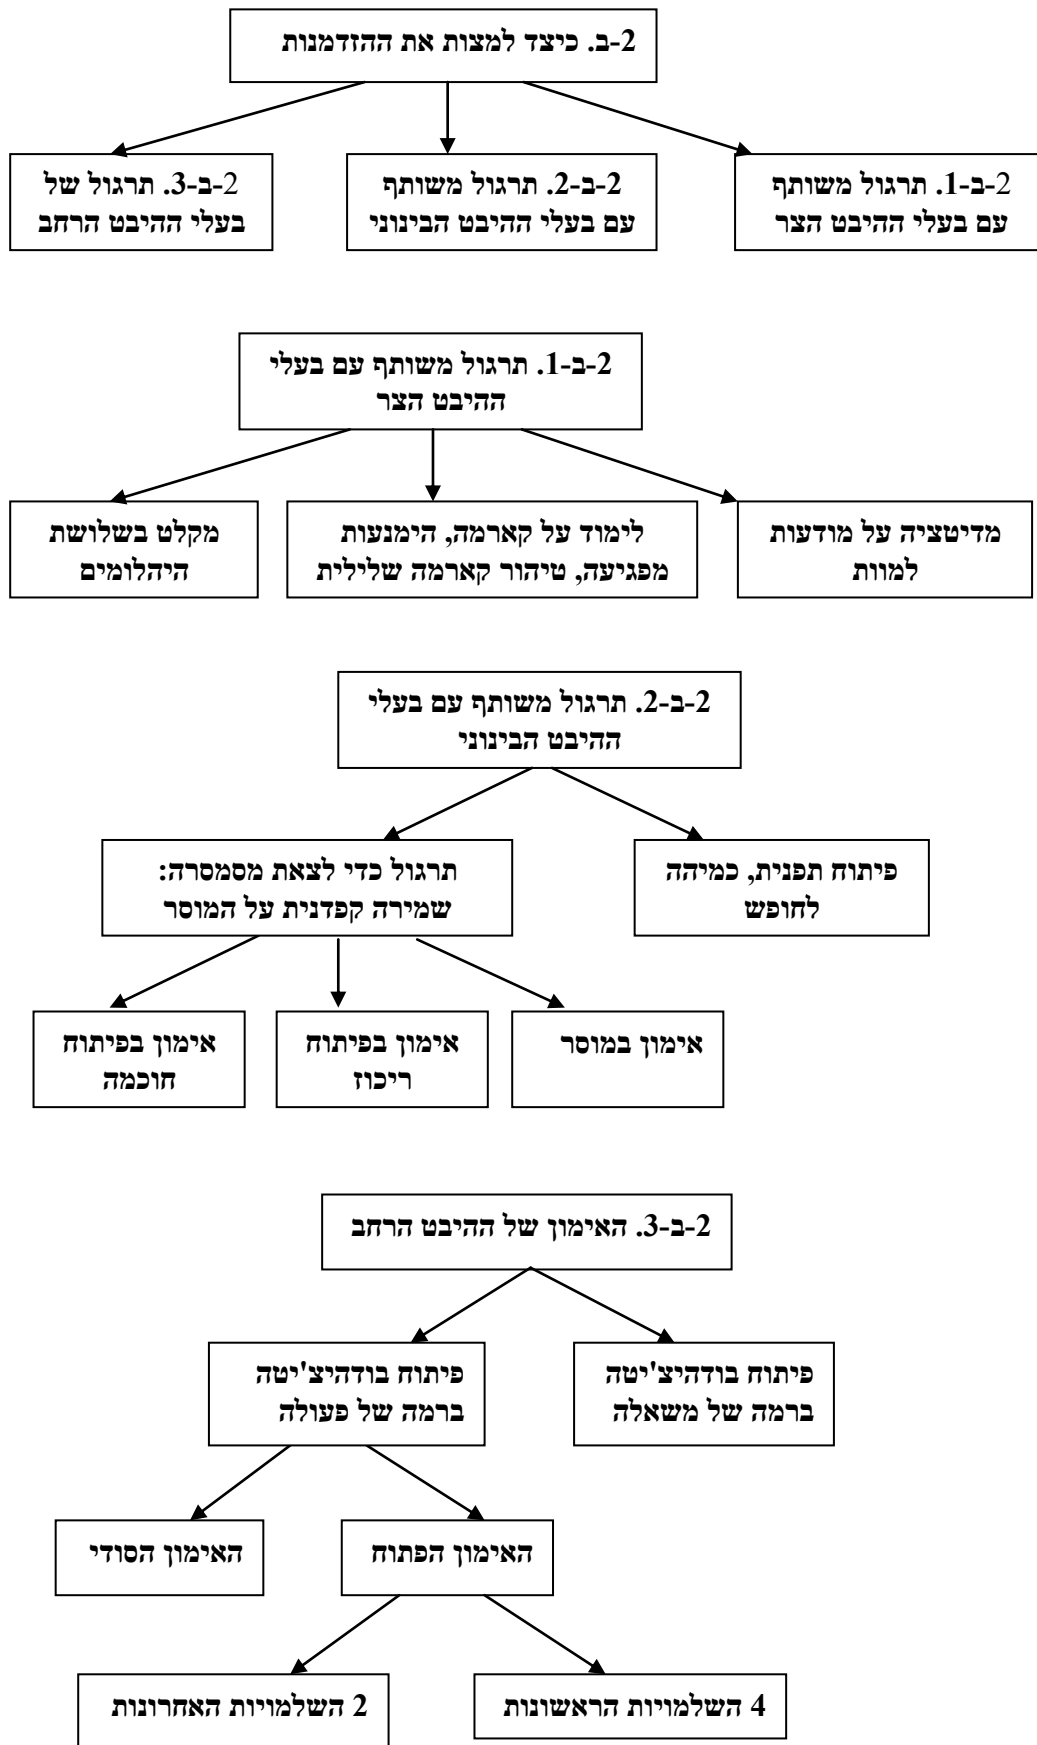 2-ב. כיצד למצות את ההזדמנות
2-ב-1. תרגול משותף
עם בעלי ההיבט הצר
2-ב-2. תרגול משותף
עם בעלי ההיבט הבינוני
2-ב-3. תרגול של
בעלי ההיבט הרחב
2-ב-1. תרגול משותף עם בעלי
ההיבט הצר
מדיטציה על מודעות
למוות
לימוד על קארמה, הימנעות
מפגיעה, טיהור קארמה שלילית
מקלט בשלושת
היהלומים
2-ב-2. תרגול משותף עם בעלי
ההיבט הבינוני
פיתוח תפנית, כמיהה
לחופש
תרגול כדי לצאת מסמסרה:
שמירה קפדנית על המוסר
אימון במוסר
אימון בפיתוח
ריכוז
אימון בפיתוח
חוכמה
2-ב-3. האימון של ההיבט הרחב
פיתוח בודהיצ'יטה
ברמה של משאלה
פיתוח בודהיצ'יטה
ברמה של פעולה
האימון הפתוח
האימון הסודי
4 השלמויות הראשונות
2 השלמויות האחרונות